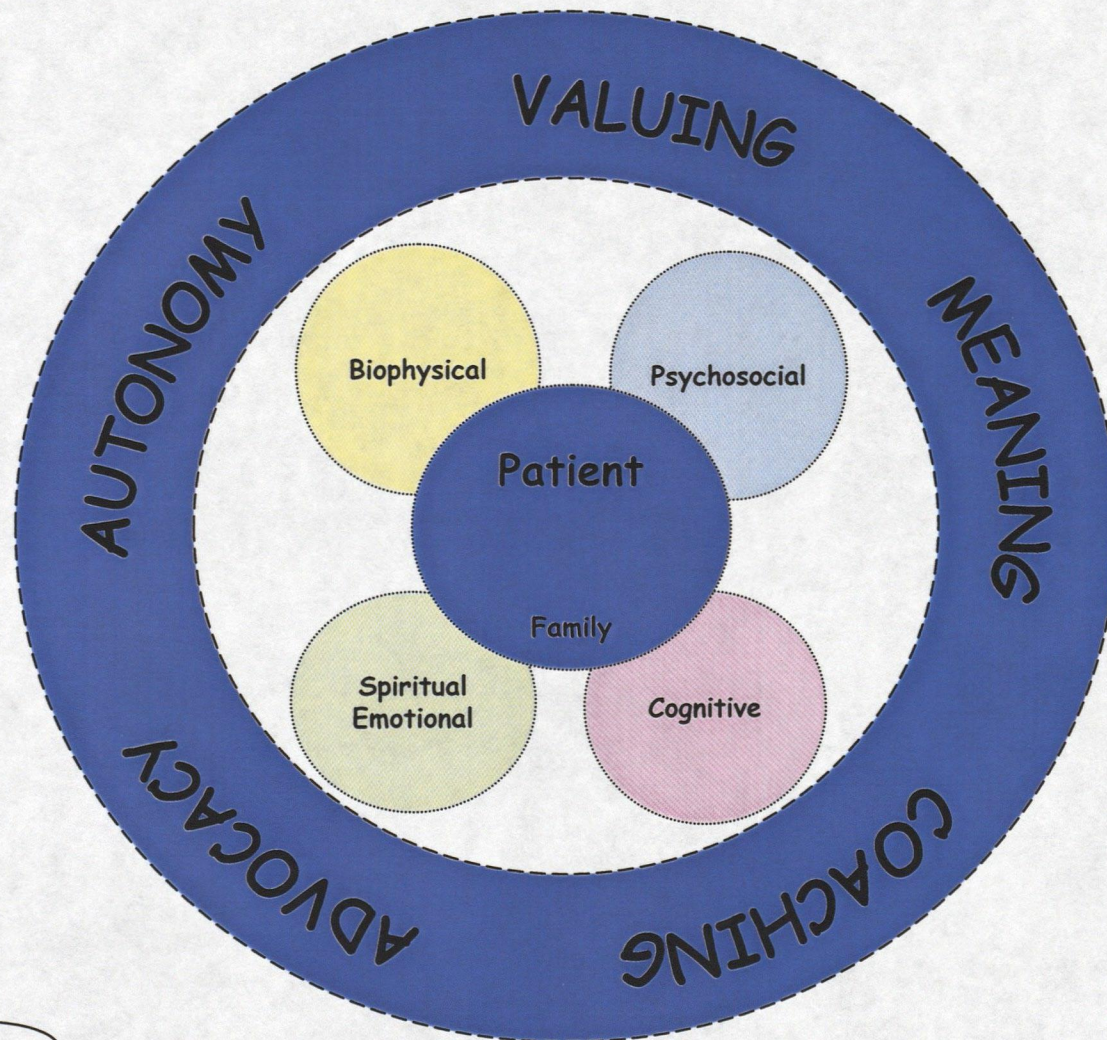 VALUING
MEANING
COACHING
ADVOCACY
AUTONOMY
Biophysical
Psychosocial
Patient
Family
Spiritual
Emotional
Cognitive